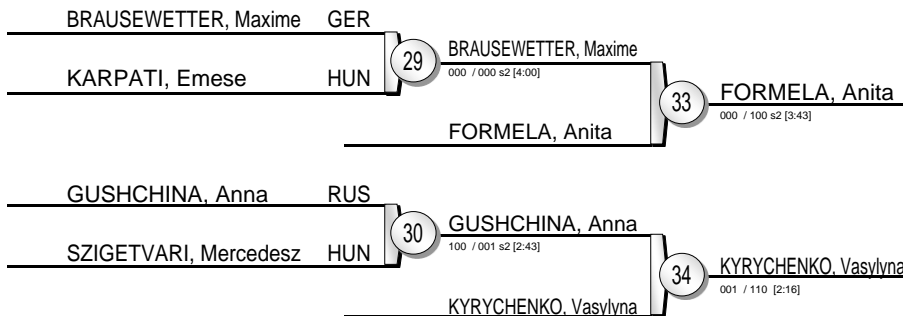 BRAUSEWETTER, Maxime GER
29
BRAUSEWETTER, Maxime
000 / 000 s2 [4:00]
KARPATI, Emese HUN
33
FORMELA, Anita
000 / 100 s2 [3:43]
FORMELA, Anita
GUSHCHINA, Anna RUS
30
GUSHCHINA, Anna
100 / 001 s2 [2:43]
SZIGETVARI, Mercedesz HUN
34
KYRYCHENKO, Vasylyna
001 / 110 [2:16]
KYRYCHENKO, Vasylyna